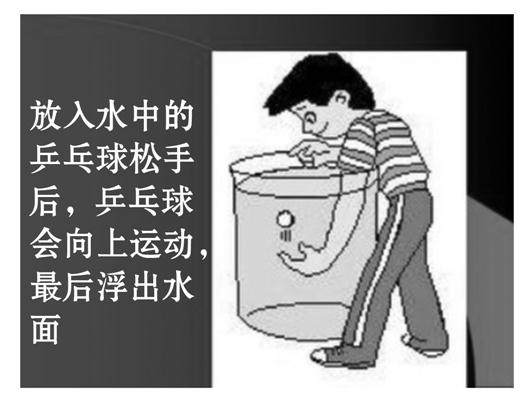 放入水中的
乒乓球松手
后，乒乓球
会向上运动，
最后浮出水
面